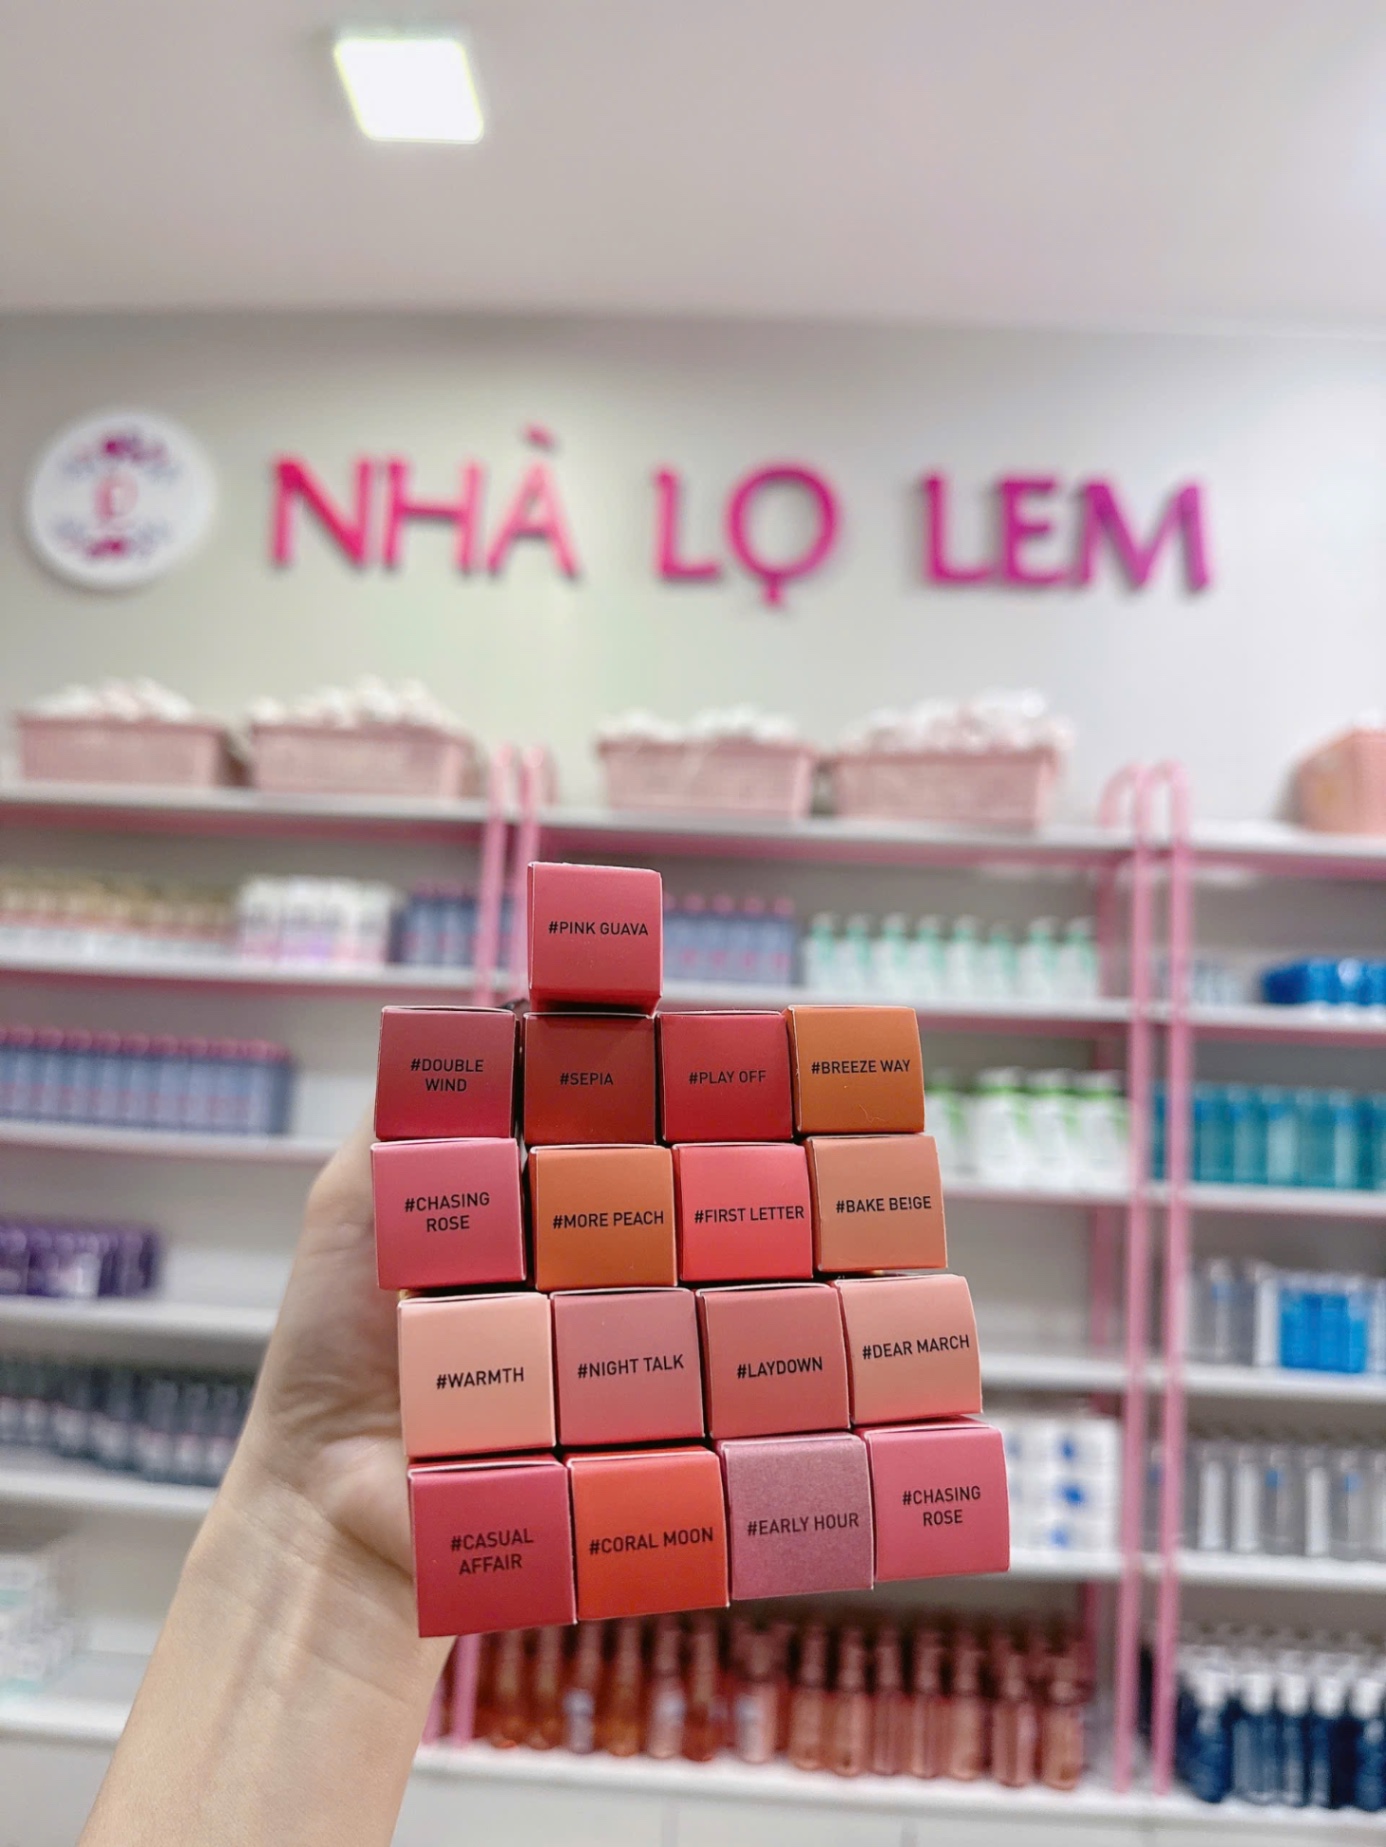 NHÀ LỌ LEM
#PINK GUAVA
#DOUBLE
WIND
#SEPIA
#PLAY OFF
#BREEZE WAY
#CHASING
ROSE
#MORE PEACH
#FIRST LETTER
#BAKE BEIGE
#WARMTH
#NIGHT TALK
#LAYDOWN
#DEAR MARCH
#CASUAL
AFFAIR
#CORAL MOON
#EARLY HOUR
#CHASING
ROSE